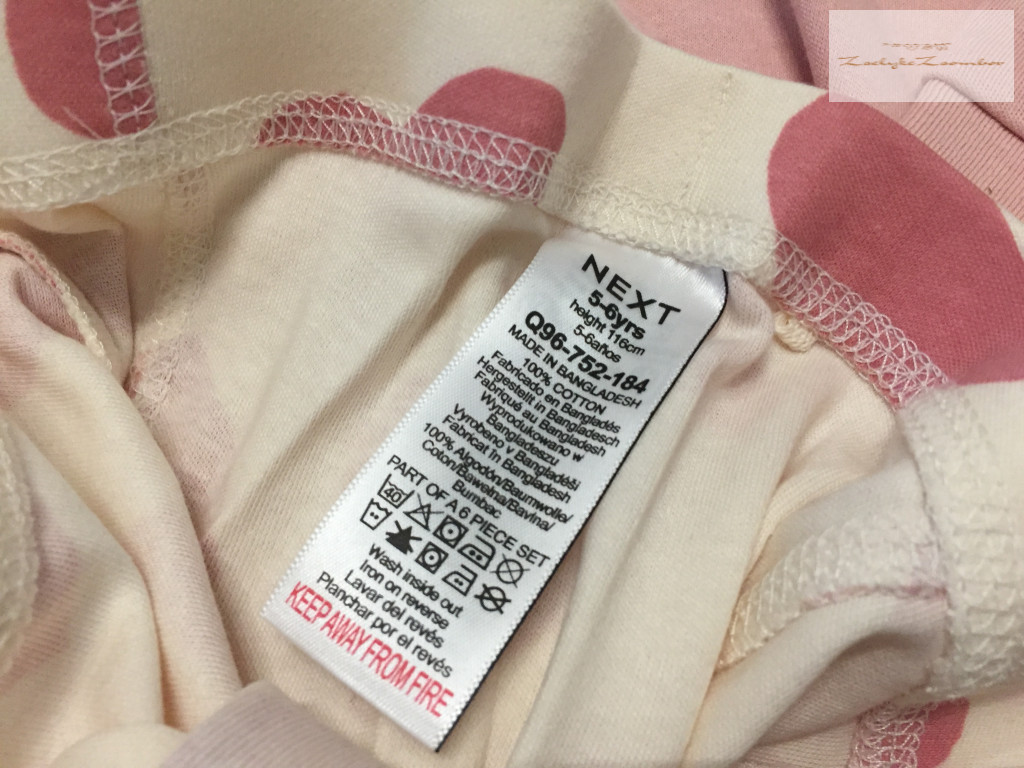 NEXT
5-6yrs
height 116cm
5-6años
Q96-752-184
MADE IN BANGLADESH
100% COTTON
Fabricado en Bangladés
Hergestellt in Bangladesch
Fabriqué au Bangladesh
Wyprodukowano w
Bangladeszu
Vyrobeno v Bangladéši
Fabricat în Bangladesh
100% Algodón/Baumwolle/
Coton/Bawełna/Bavlna/
Bumbac
PART OF A 6 PIECE SET
40
Wash inside out
Iron on reverse
Lavar del revés
Planchar por el revés
KEEP AWAY FROM FIRE